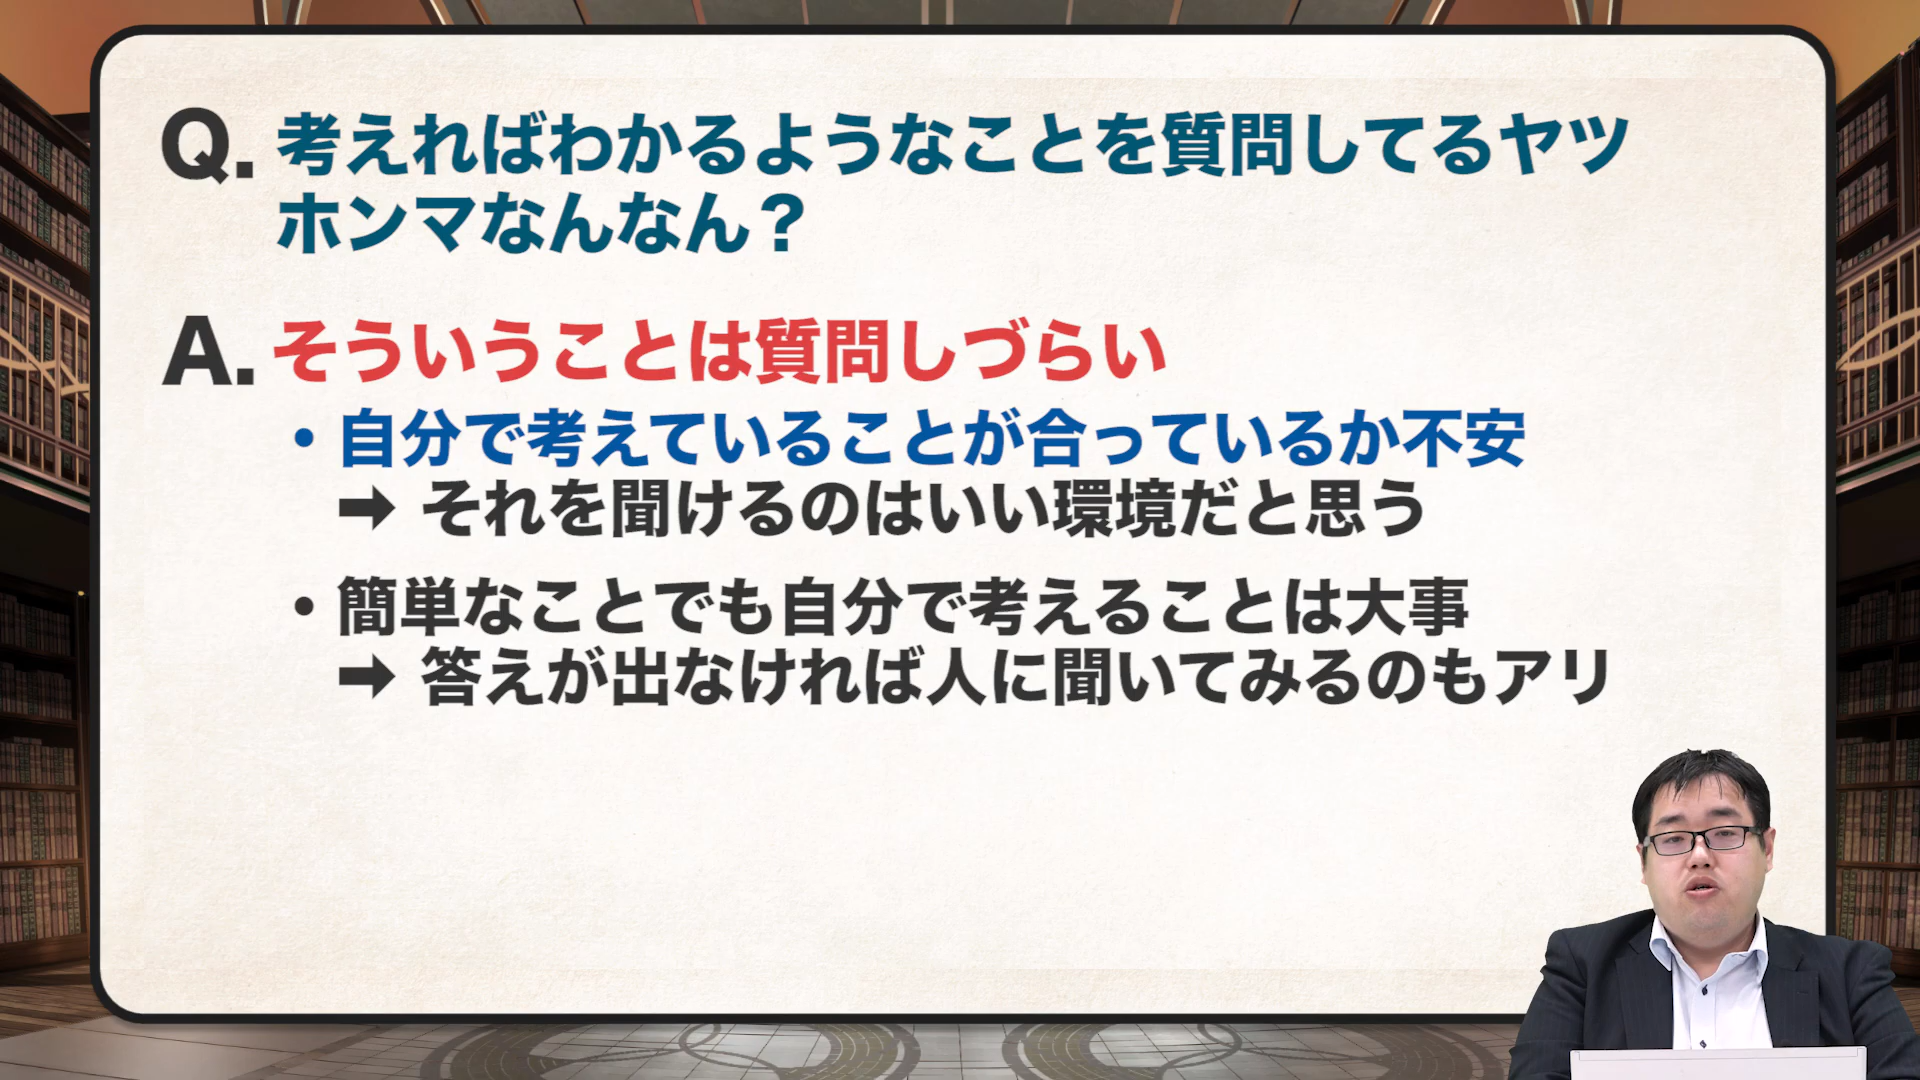 Q. 考えればわかるようなことを質問してるヤツ
ホンマなんなん？
A. そういうことは質問しづらい
・自分で考えていることが合っているか不安
➡ それを聞けるのはいい環境だと思う
・簡単なことでも自分で考えることは大事
➡ 答えが出なければ人に聞いてみるのもアリ